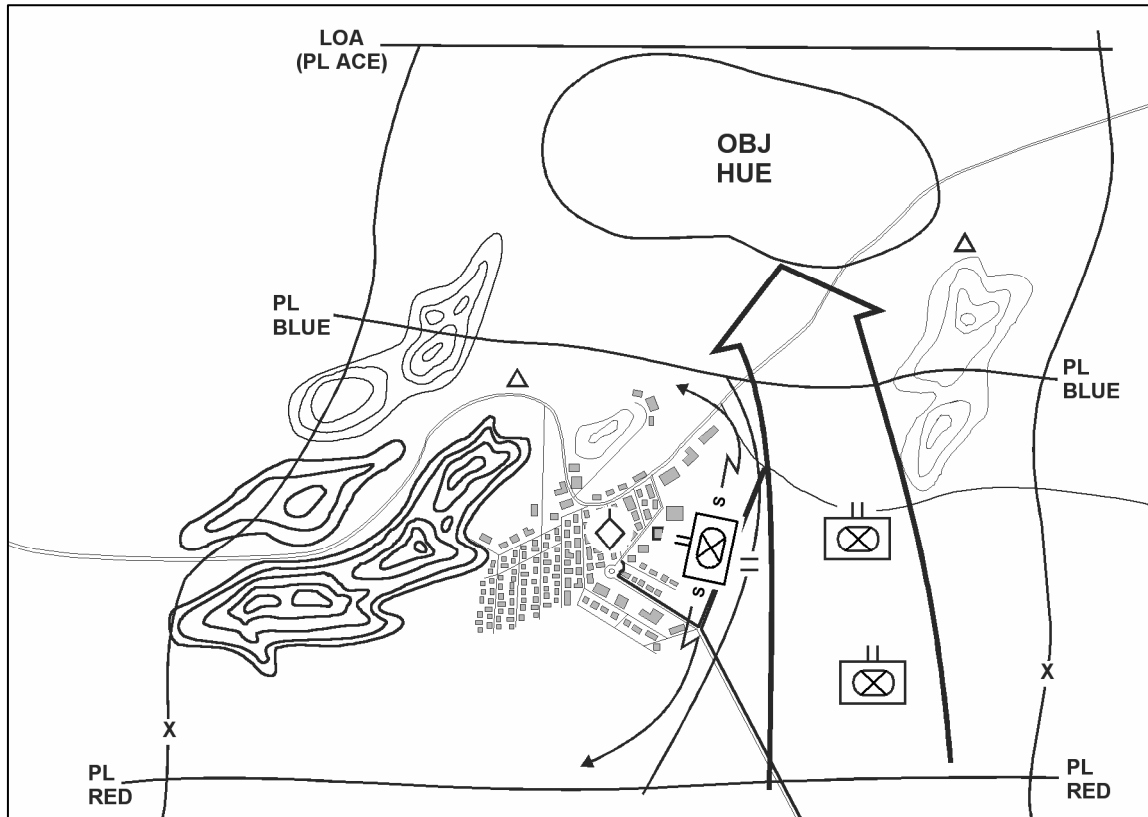 LOA
(PL ACE)
OBJ
HUE
PL
BLUE
PL
BLUE
S
S
X
X
PL
RED
PL
RED